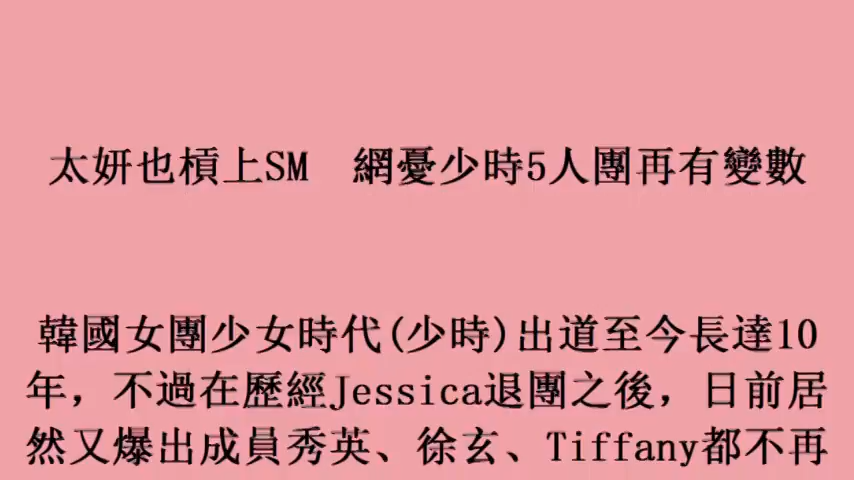 太妍也槓上SM　網憂少時5人團再有變數
韓國女團少女時代(少時)出道至今長達10
年，不過在歷經Jessica退團之後，日前居
然又爆出成員秀英、徐玄、Tiffany都不再